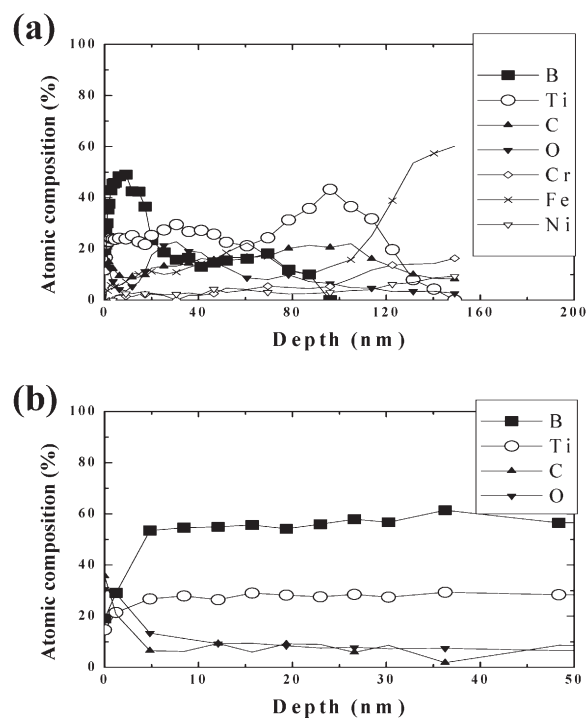 (a)
100
80
60
40
20
0
Atomic composition (%)
0 40 80 120 160 200
Depth (nm)
B
Ti
C
O
Cr
Fe
Ni
(b)
100
80
60
40
20
0
Atomic composition (%)
0 10 20 30 40 50
Depth (nm)
B
Ti
C
O